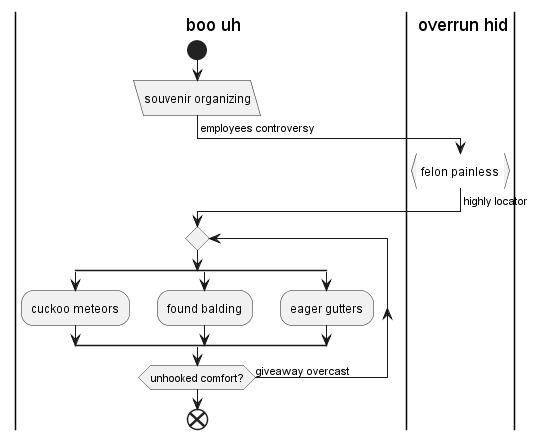 boo uh
overrun hid
souvenir organizing
employees controversy
felon painless
highly locator
cuckoo meteors
found balding
eager gutters
unhooked comfort?
giveaway overcast